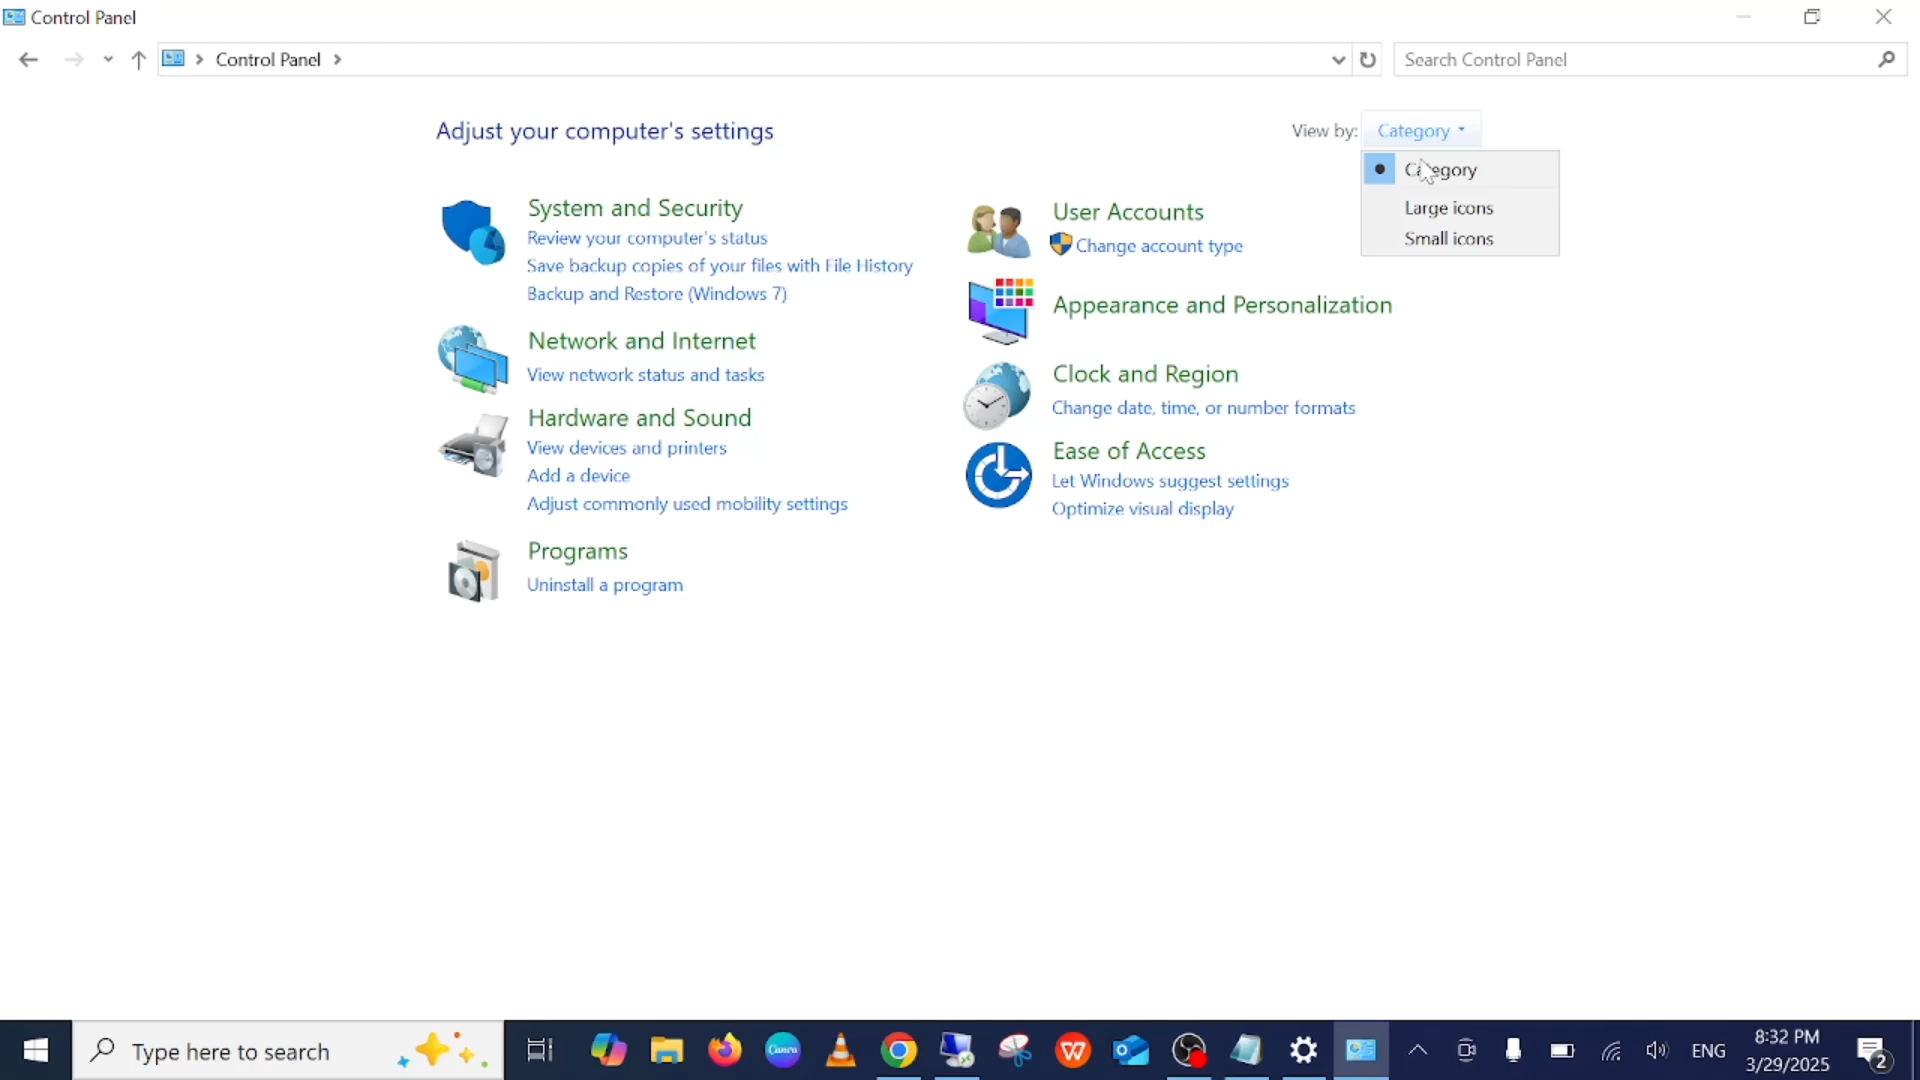 Control Panel
Control Panel
Search Control Panel
Adjust your computer's settings
View by: Category
Category
Large icons
Small icons
System and Security
Review your computer's status
Save backup copies of your files with File History
Backup and Restore (Windows 7)
Network and Internet
View network status and tasks
Hardware and Sound
View devices and printers
Add a device
Adjust commonly used mobility settings
Programs
Uninstall a program
User Accounts
Change account type
Appearance and Personalization
Clock and Region
Change date, time, or number formats
Ease of Access
Let Windows suggest settings
Optimize visual display
Type here to search
Canva
W
ENG
8:32 PM
3/29/2025
2